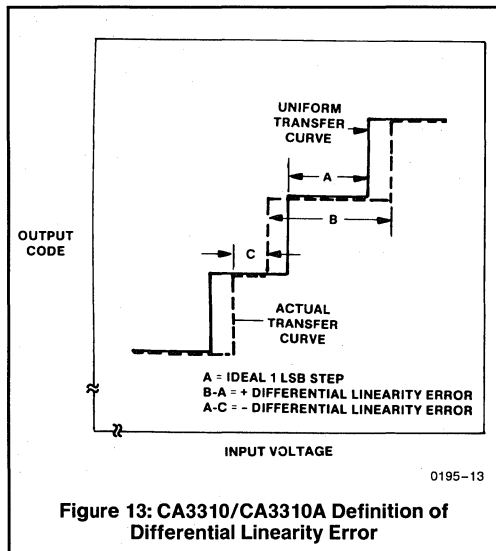 UNIFORM
TRANSFER
CURVE
A
B
OUTPUT
CODE
C
ACTUAL
TRANSFER
CURVE
A = IDEAL 1 LSB STEP
B-A = + DIFFERENTIAL LINEARITY ERROR
A-C = - DIFFERENTIAL LINEARITY ERROR
INPUT VOLTAGE
0195-13
Figure 13: CA3310/CA3310A Definition of
Differential Linearity Error